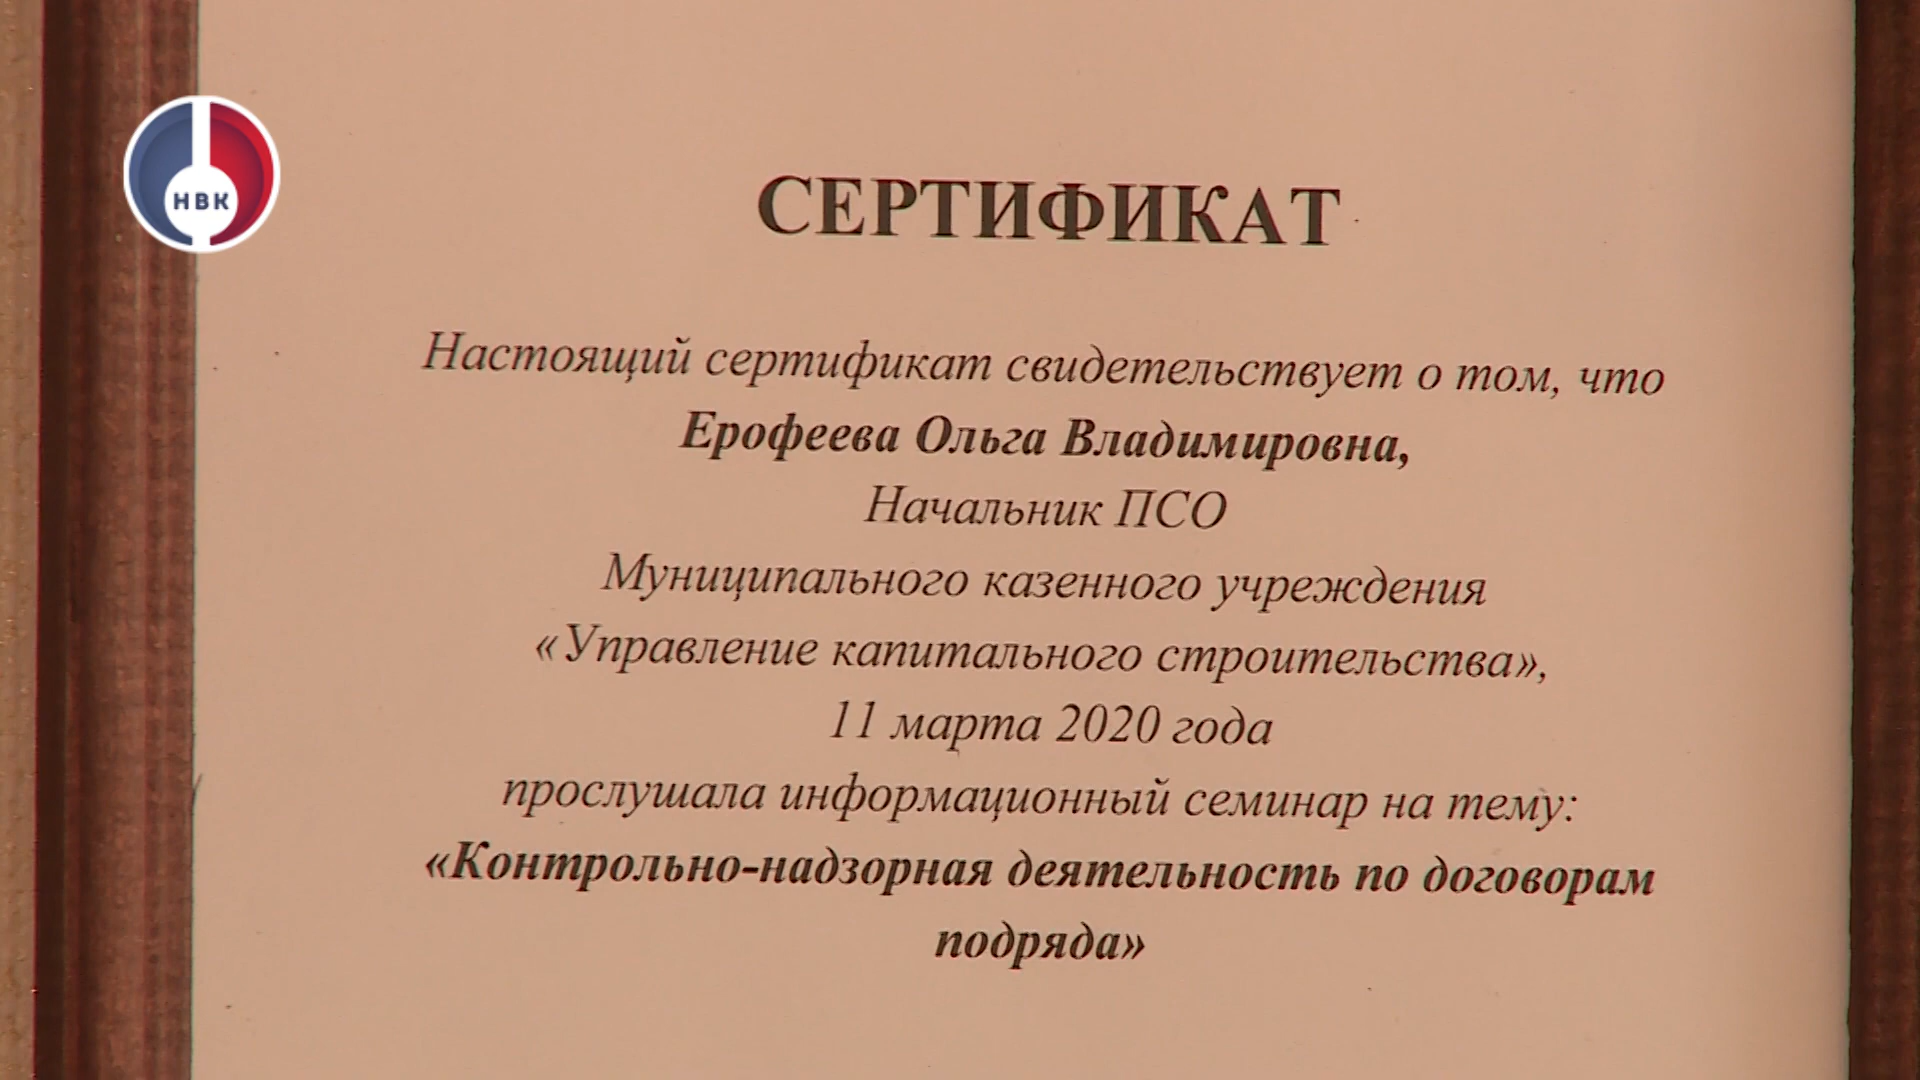 НВК
СЕРТИФИКАТ
Настоящий сертификат свидетельствует о том, что
Ерофеева Ольга Владимировна,
Начальник ПСО
Муниципального казенного учреждения
«Управление капитального строительства»,
11 марта 2020 года
прослушала информационный семинар на тему:
«Контрольно-надзорная деятельность по договорам
подряда»